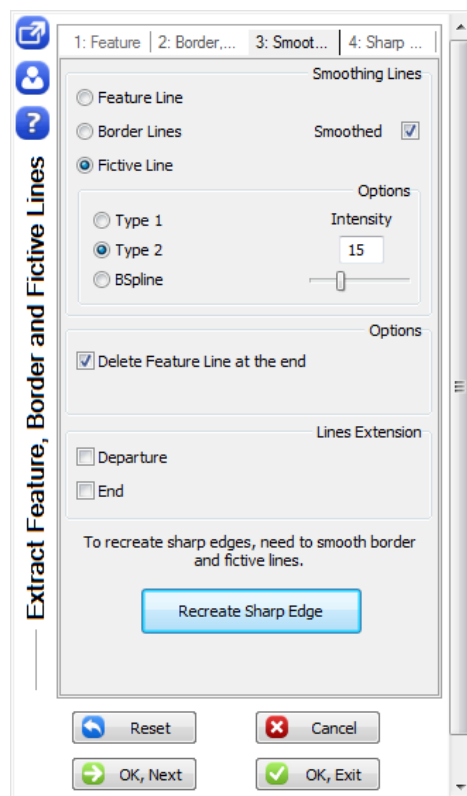 1: Feature
2: Border,...
3: Smoot...
4: Sharp ...
Smoothing Lines
Feature Line
Border Lines
Smoothed
Fictive Line
Options
Type 1
Intensity
Type 2
15
BSpline
Options
Delete Feature Line at the end
Lines Extension
Departure
End
To recreate sharp edges, need to smooth border
and fictive lines.
Recreate Sharp Edge
Reset
Cancel
OK, Next
OK, Exit
?
Extract Feature, Border and Fictive Lines